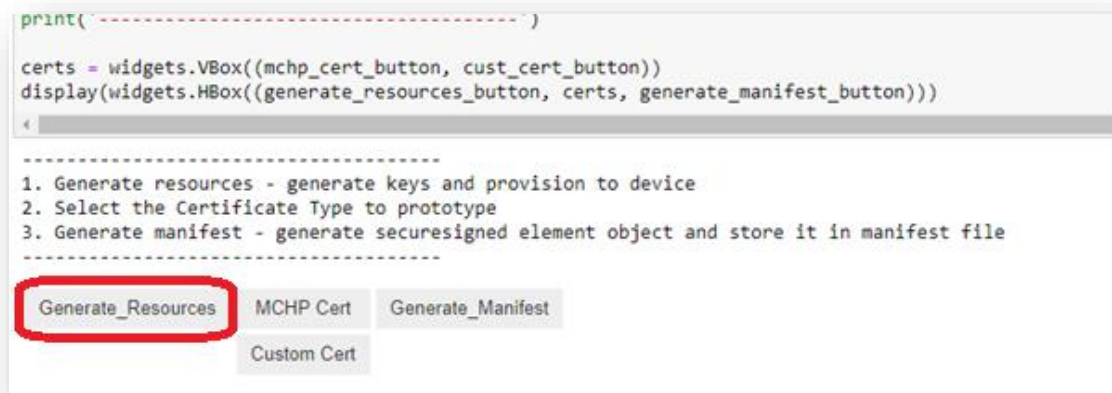 print('--------------------------------------')
certs = widgets.VBox((mchp_cert_button, cust_cert_button))
display(widgets.HBox((generate_resources_button, certs, generate_manifest_button)))
--------------------------------------
1. Generate resources - generate keys and provision to device
2. Select the Certificate Type to prototype
3. Generate manifest - generate securesigned element object and store it in manifest file
--------------------------------------
Generate_Resources MCHP Cert Generate_Manifest
Custom Cert